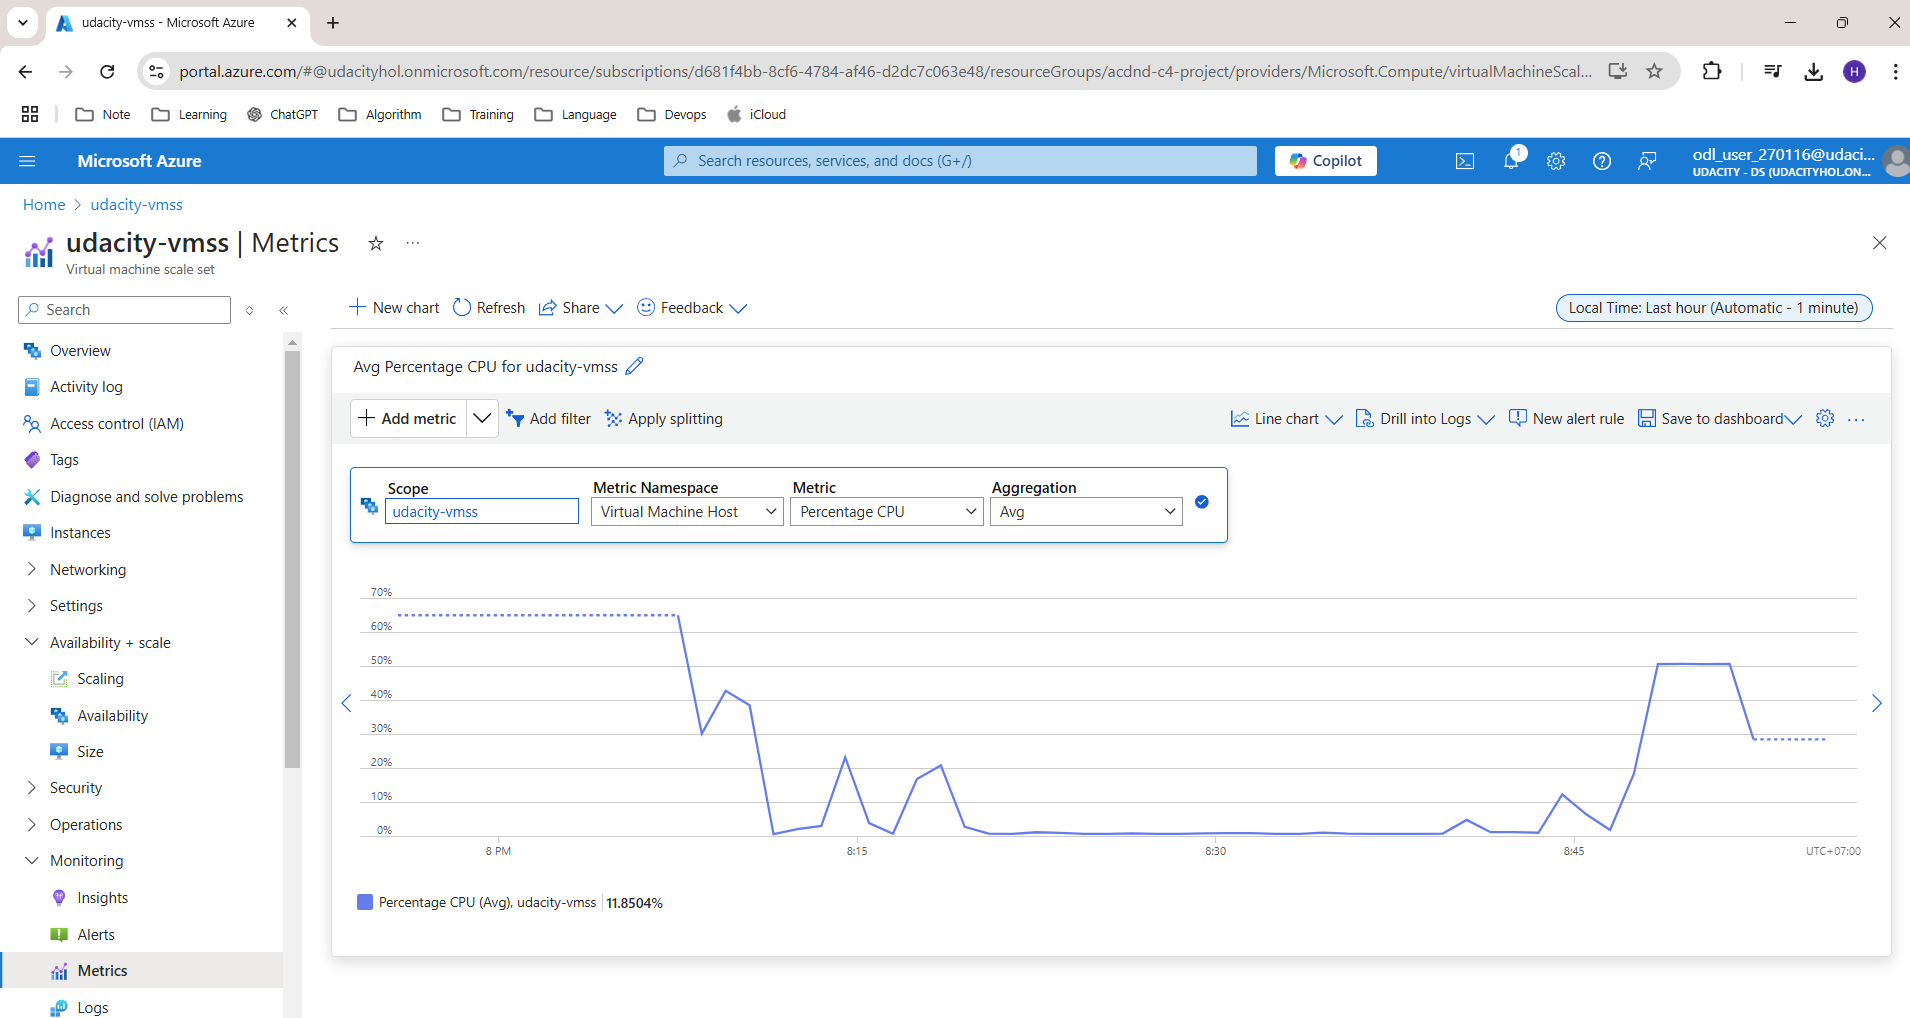 udacity-vmss - Microsoft Azure
portal.azure.com/#@udacityhol.onmicrosoft.com/resource/subscriptions/d681f4bb-8cf6-4784-af46-d2dc7c063e48/resourceGroups/acdnd-c4-project/providers/Microsoft.Compute/virtualMachineScal...
H
Note Learning ChatGPT Algorithm Training Language Devops iCloud
Microsoft Azure
Search resources, services, and docs (G+/)
Copilot
1
odl_user_270116@udaci...
UDACITY - DS (UDACITYHOL.ON...
Home > udacity-vmss
udacity-vmss | Metrics
Virtual machine scale set
Search
Overview
Activity log
Access control (IAM)
Tags
Diagnose and solve problems
Instances
Networking
Settings
Availability + scale
Scaling
Availability
Size
Security
Operations
Monitoring
Insights
Alerts
Metrics
Logs
New chart Refresh Share Feedback
Local Time: Last hour (Automatic - 1 minute)
Avg Percentage CPU for udacity-vmss
Add metric Add filter Apply splitting
Line chart Drill into Logs New alert rule Save to dashboard
Scope Metric Namespace Metric Aggregation
udacity-vmss Virtual Machine Host Percentage CPU Avg
70%
60%
50%
40%
30%
20%
10%
0%
8 PM 8:15 8:30 8:45 UTC+07:00
Percentage CPU (Avg), udacity-vmss | 11.8504%